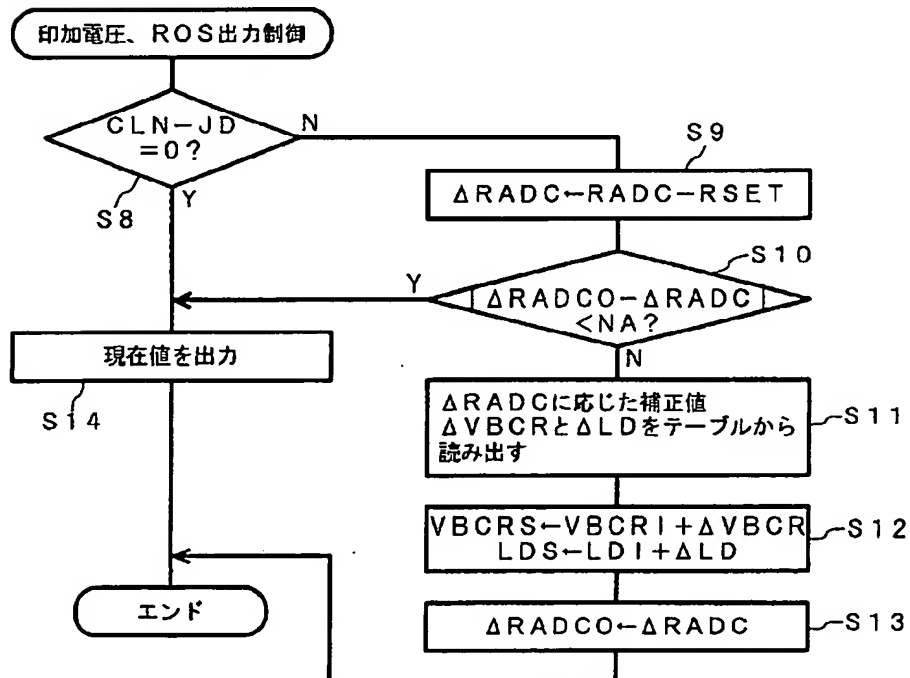 印加電圧、ROS出力制御
CLN−JD
=0?
N
Y
S8
S9
ΔRADC←RADC−RSET
S10
Y
|ΔRADCO−ΔRADC|
<NA?
N
現在値を出力
S14
ΔRADCに応じた補正値
ΔVBCRとΔLDをテーブルから
読み出す
S11
VBCRS←VBCRI+ΔVBCR
LDS←LDI+ΔLD
S12
エンド
ΔRADCO←ΔRADC
S13